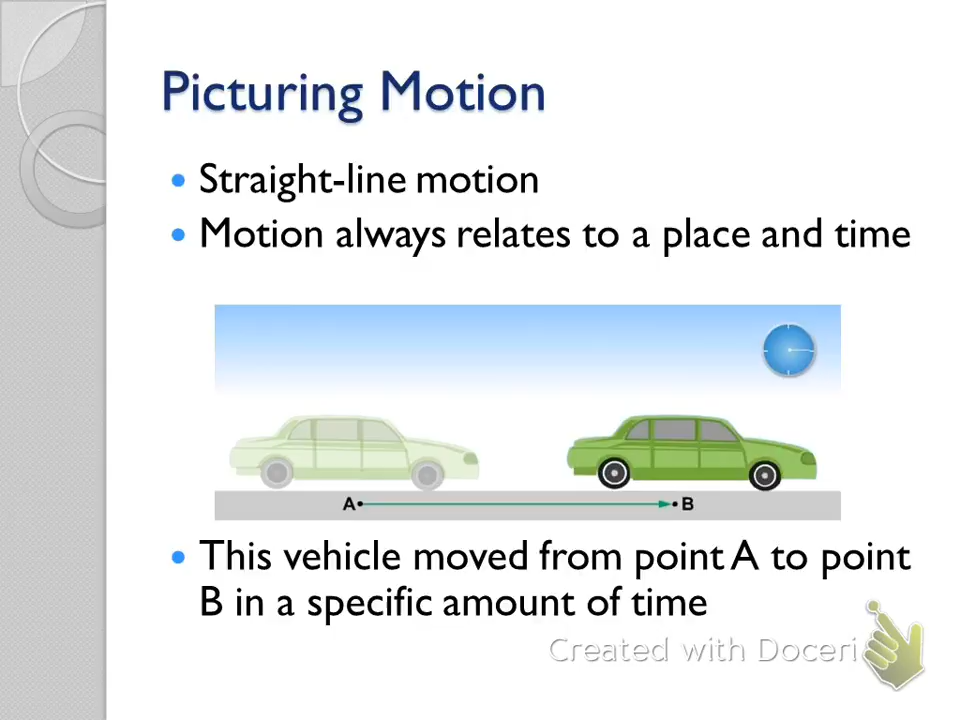 Picturing Motion
Straight-line motion
Motion always relates to a place and time
A B
This vehicle moved from point A to point
B in a specific amount of time
Created with Doceri